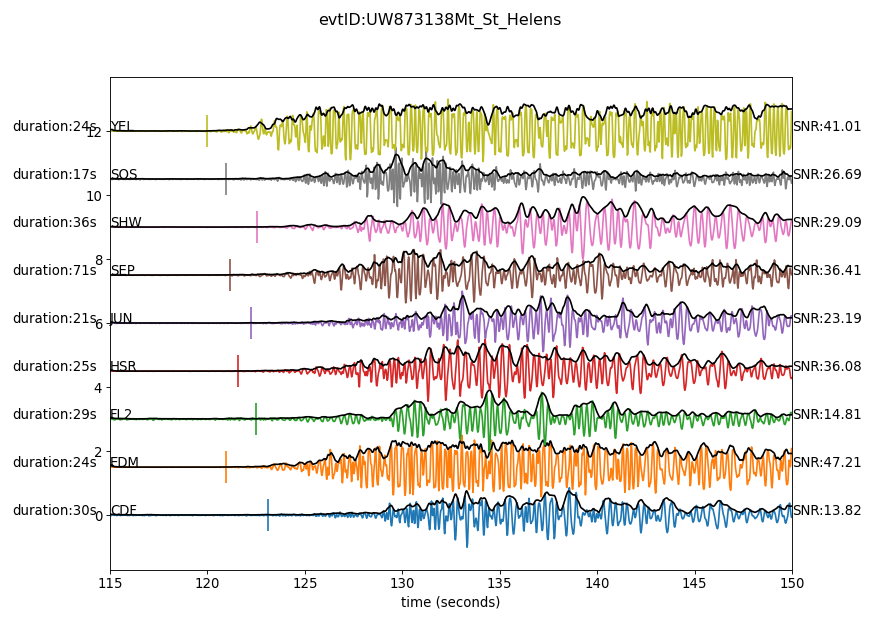 evtID:UW873138Mt_St_Helens
duration:24s YEL SNR:41.01
12
duration:17s SOS SNR:26.69
10
duration:36s SHW SNR:29.09
8
duration:71s SEP SNR:36.41
duration:21s JUN SNR:23.19
6
duration:25s HSR SNR:36.08
4
duration:29s FL2 SNR:14.81
2
duration:24s EDM SNR:47.21
duration:30s CDF SNR:13.82
0
115 120 125 130 135 140 145 150
time (seconds)